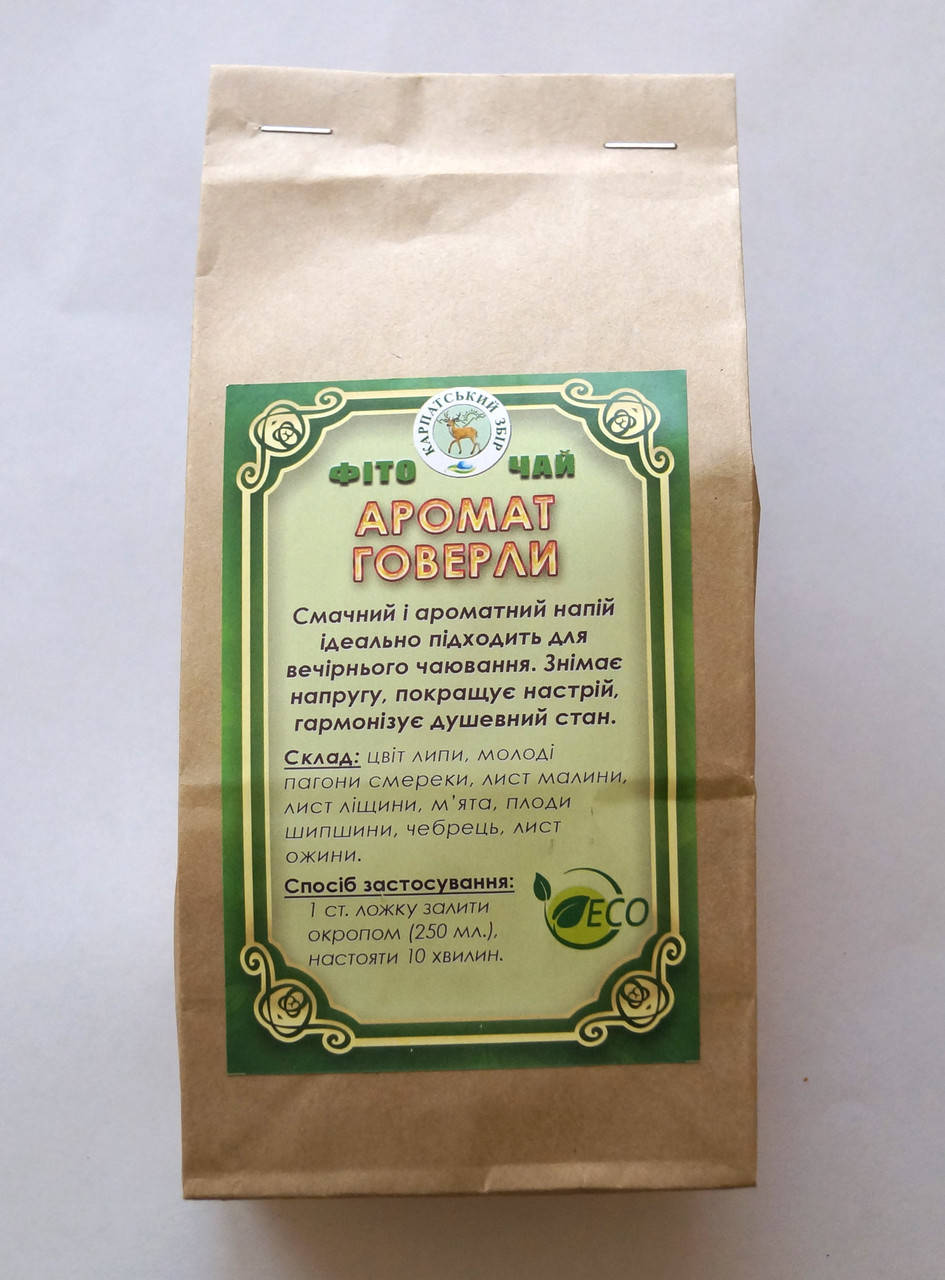 КАРПАТСЬКИЙ ЗБІР
ФІТО ЧАЙ
АРОМАТ
ГОВЕРЛИ
Смачний і ароматний напій
ідеально підходить для
вечірнього чаювання. Знімає
напругу, покращує настрій,
гармонізує душевний стан.
Склад: цвіт липи, молоді
пагони смереки, лист малини,
лист ліщини, м'ята, плоди
шипшини, чебрець, лист
ожини.
Спосіб застосування:
1 ст. ложку залити
окропом (250 мл.),
настояти 10 хвилин.
ECO